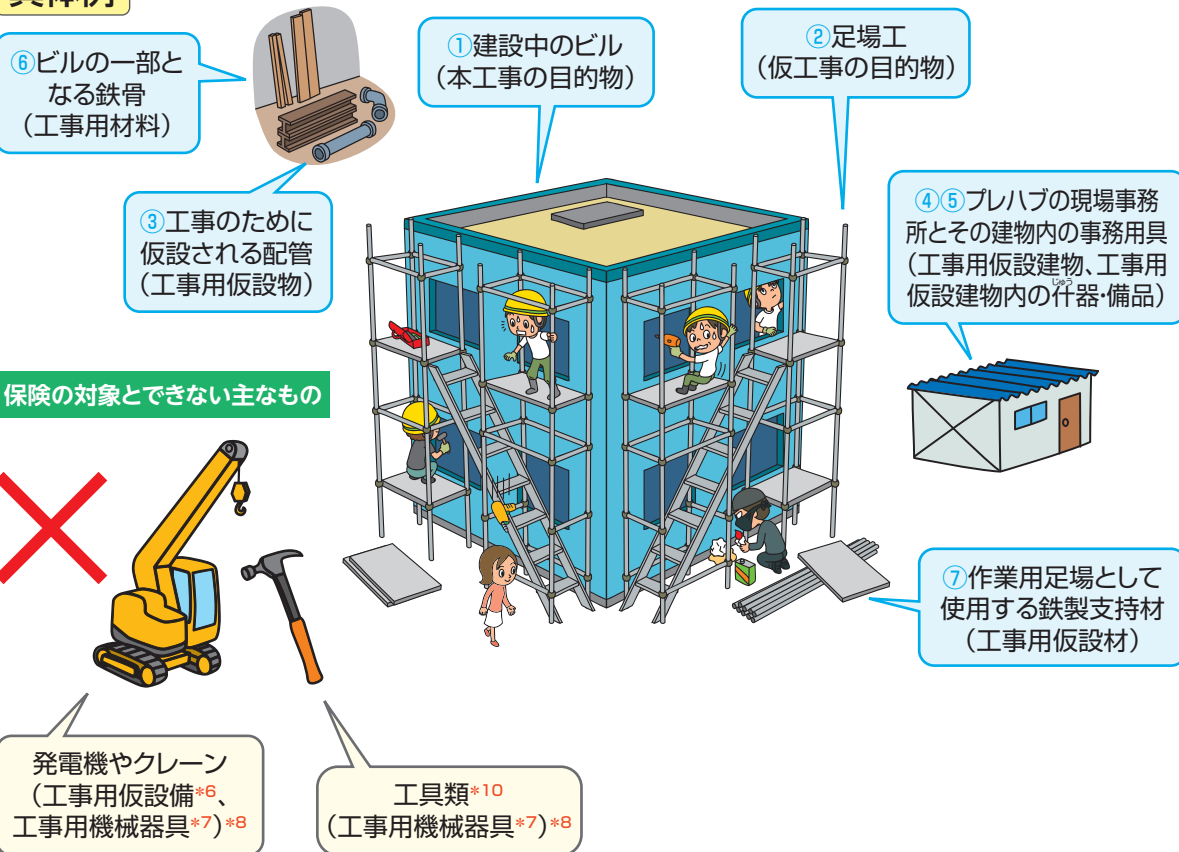 具体例
⑥ビルの一部と
なる鉄骨
（工事用材料）
①建設中のビル
（本工事の目的物）
②足場工
（仮工事の目的物）
③工事のために
仮設される配管
（工事用仮設物）
④⑤プレハブの現場事務
所とその建物内の事務用具
（工事用仮設建物、工事用
じゅう
仮設建物内の什器・備品）
保険の対象とできない主なもの
⑦作業用足場として
使用する鉄製支持材
（工事用仮設材）
発電機やクレーン
（工事用仮設備*6、
工事用機械器具*7）*8
工具類*10
（工事用機械器具*7）*8